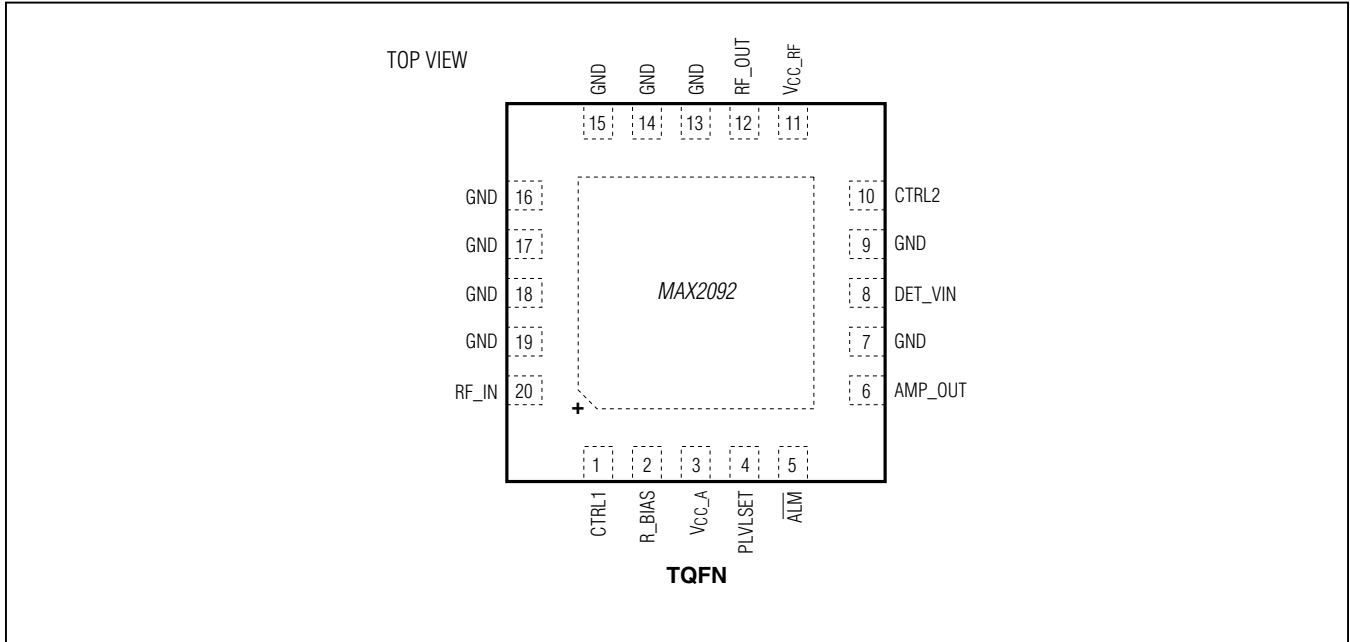 TOP VIEW
GND
GND
GND
RF_OUT
VCC_RF
15
14
13
12
11
GND 16
GND 17
GND 18
GND 19
RF_IN 20
MAX2092
10 CTRL2
9 GND
8 DET_VIN
7 GND
6 AMP_OUT
+
1
2
3
4
5
CTRL1
R_BIAS
VCC_A
PLVLSET
ALM
TQFN